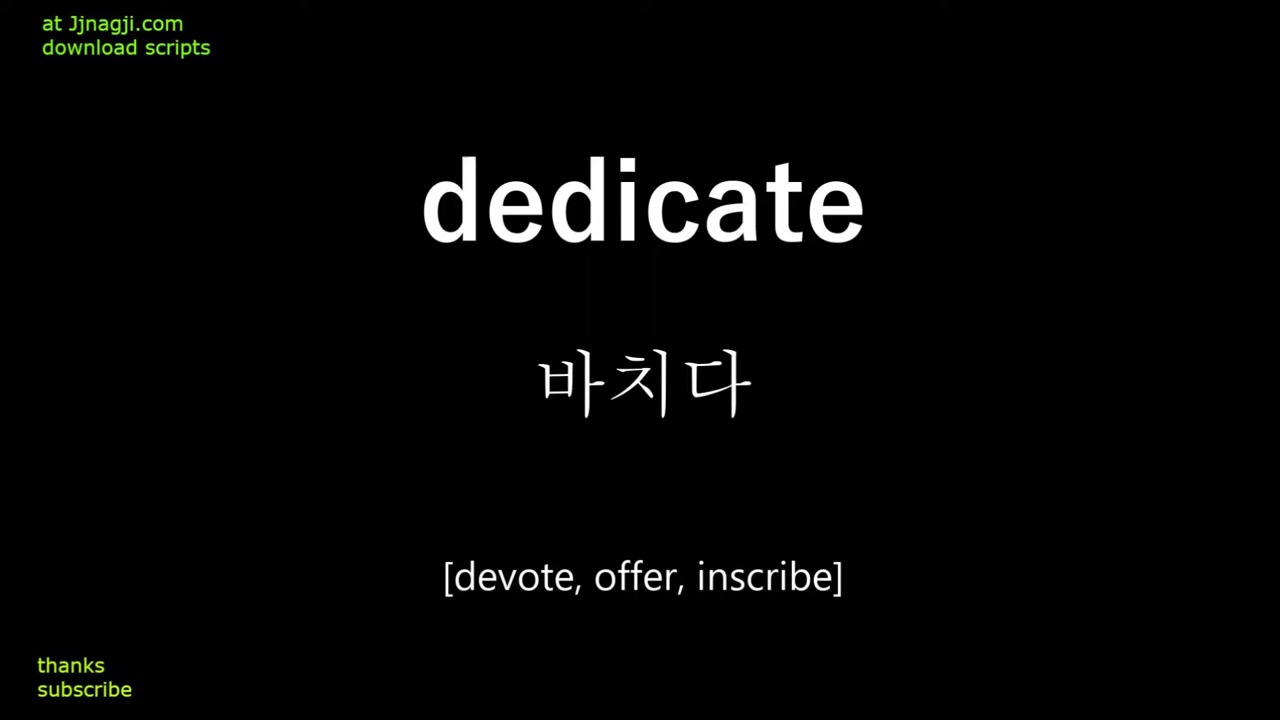 at Jjnagji.com
download scripts
dedicate
바치다
[devote, offer, inscribe]
thanks
subscribe